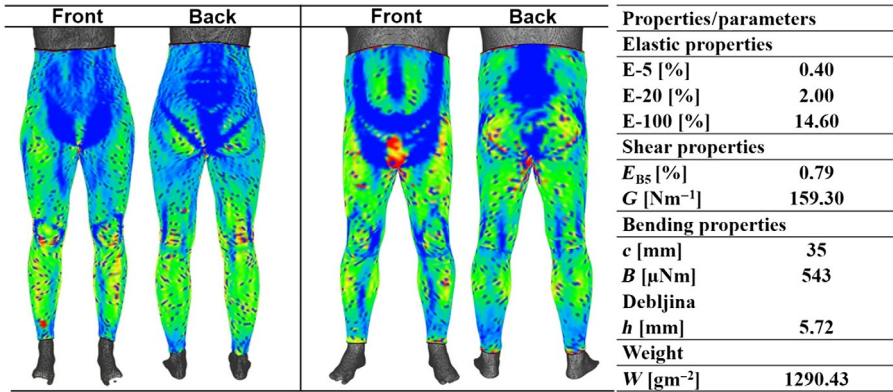 Front Back Front Back
Properties/parameters
Elastic properties
E-5 [%] 0.40
E-20 [%] 2.00
E-100 [%] 14.60
Shear properties
E_B5 [%] 0.79
G [Nm⁻¹] 159.30
Bending properties
c [mm] 35
B [µNm] 543
Debljina
h [mm] 5.72
Weight
W [gm⁻²] 1290.43